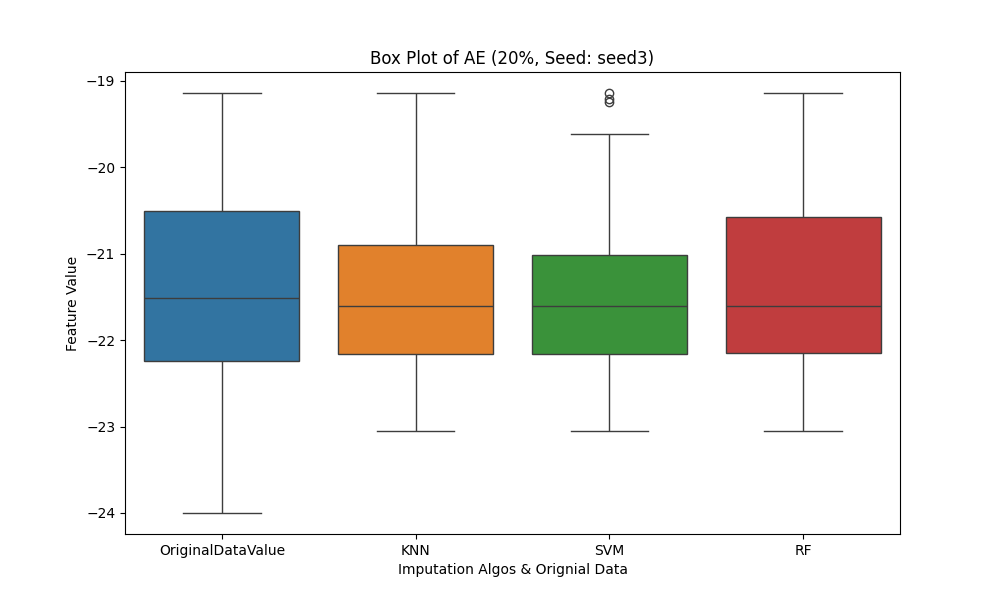 Box Plot of AE (20%, Seed: seed3)
−19
−20
−21
−22
−23
−24
Feature Value
OriginalDataValue KNN SVM RF
Imputation Algos & Orignial Data